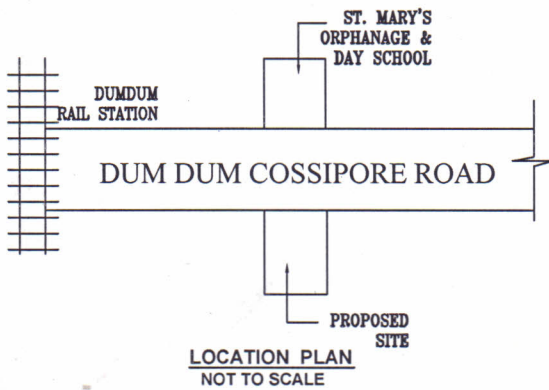 ST. MARY'S
ORPHANAGE &
DAY SCHOOL
DUMDUM
RAIL STATION
DUM DUM COSSIPORE ROAD
PROPOSED
SITE
LOCATION PLAN
NOT TO SCALE